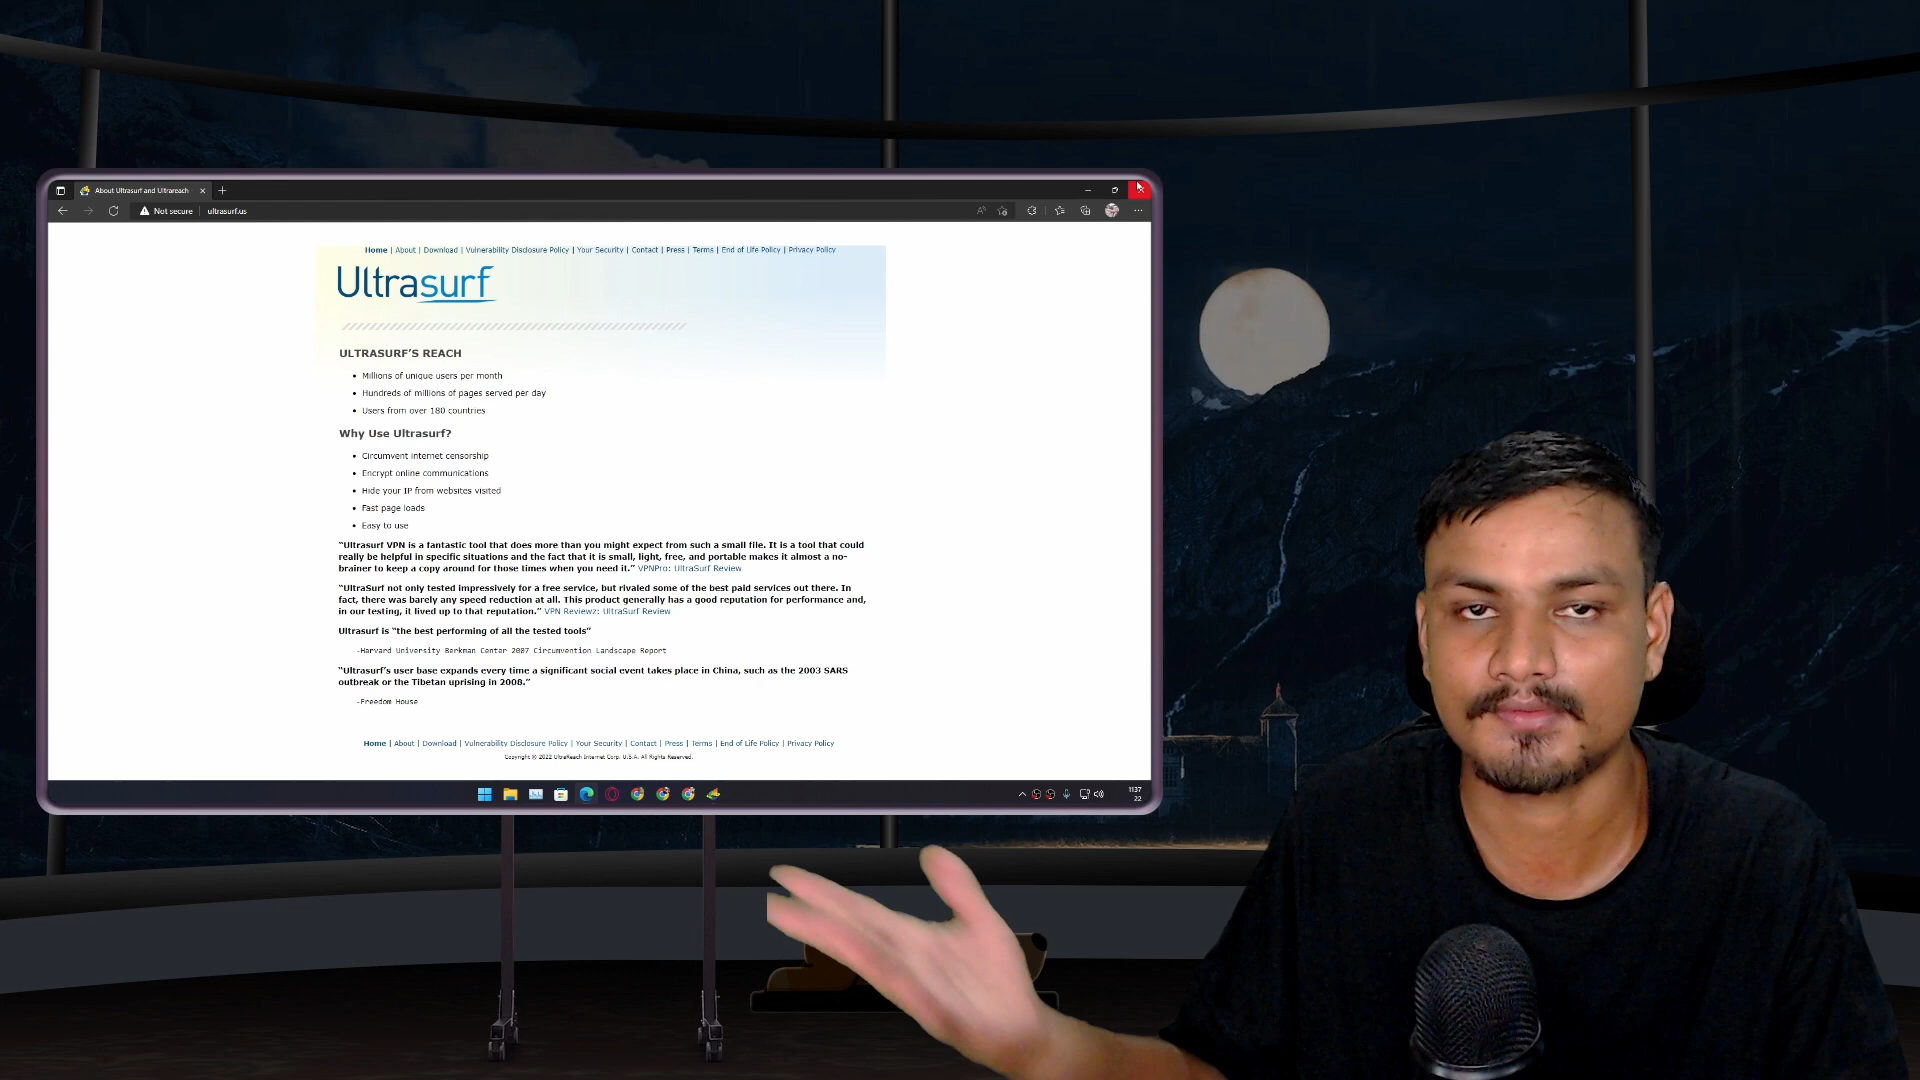 About Ultrasurf and Ultrareach
Not secure ultrasurf.us
Home | About | Download | Vulnerability Disclosure Policy | Your Security | Contact | Press | Terms | End of Life Policy | Privacy Policy
Ultrasurf
ULTRASURF'S REACH
Millions of unique users per month
Hundreds of millions of pages served per day
Users from over 180 countries
Why Use Ultrasurf?
Circumvent internet censorship
Encrypt online communications
Hide your IP from websites visited
Fast page loads
Easy to use
"Ultrasurf VPN is a fantastic tool that does more than you might expect from such a small file. It is a tool that could
really be helpful in specific situations and the fact that it is small, light, free, and portable makes it almost a no-
brainer to keep a copy around for those times when you need it." VPNPro: UltraSurf Review
"UltraSurf not only tested impressively for a free service, but rivaled some of the best paid services out there. In
fact, there was barely any speed reduction at all. This product generally has a good reputation for performance and,
in our testing, it lived up to that reputation." VPN Reviewz: UltraSurf Review
Ultrasurf is "the best performing of all the tested tools"
-Harvard University Berkman Center 2007 Circumvention Landscape Report
"Ultrasurf's user base expands every time a significant social event takes place in China, such as the 2003 SARS
outbreak or the Tibetan uprising in 2008."
-Freedom House
Home | About | Download | Vulnerability Disclosure Policy | Your Security | Contact | Press | Terms | End of Life Policy | Privacy Policy
Copyright © 2022 UltraReach Internet Corp. U.S.A. All Rights Reserved.
1137
22